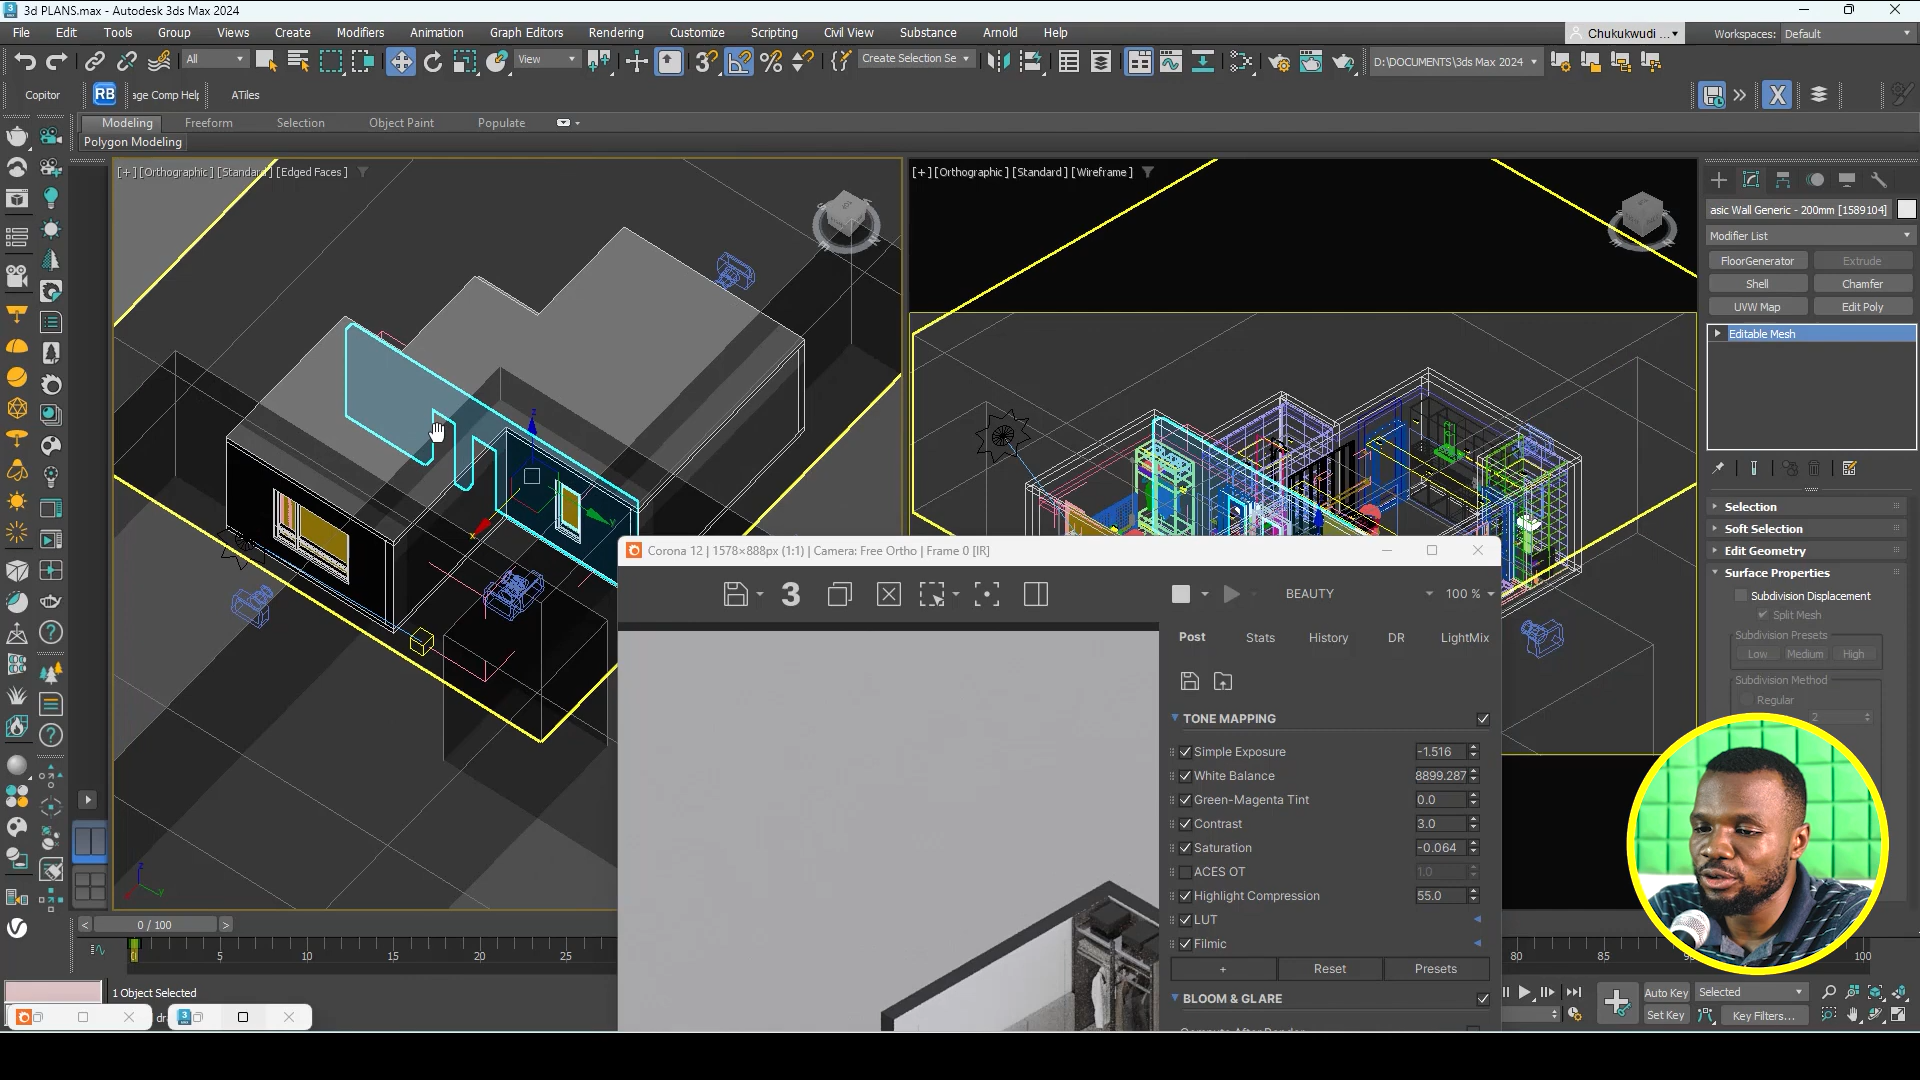 3d PLANS.max - Autodesk 3ds Max 2024
File Edit Tools Group Views Create Modifiers Animation Graph Editors Rendering Customize Scripting Civil View Substance Arnold Help
Chukukwudi ...
Workspaces: Default
All
View
Create Selection Se
D:\DOCUMENTS\3ds Max 2024
Copitor RB age Comp Help ATiles
Modeling Freeform Selection Object Paint Populate
Polygon Modeling
[+] [Orthographic ] [Standard ] [Edged Faces ]
[+] [Orthographic ] [Standard ] [Wireframe ]
asic Wall Generic - 200mm [1589104]
Modifier List
FloorGenerator Extrude
Shell Chamfer
UVW Map Edit Poly
Editable Mesh
Selection
Soft Selection
Edit Geometry
Surface Properties
Subdivision Displacement
Split Mesh
Subdivision Presets
Low Medium High
Subdivision Method
Regular
2
Corona 12 | 1578×888px (1:1) | Camera: Free Ortho | Frame 0 [IR]
3
BEAUTY
100 %
Post Stats History DR LightMix
TONE MAPPING
Simple Exposure -1.516
White Balance 8899.287
Green-Magenta Tint 0.0
Contrast 3.0
Saturation -0.064
ACES OT 1.0
Highlight Compression 55.0
LUT
Filmic
+ Reset Presets
BLOOM & GLARE
0 / 100
0 5 10 15 20 25 80 85 100
1 Object Selected
Auto Key Selected
Set Key Key Filters...